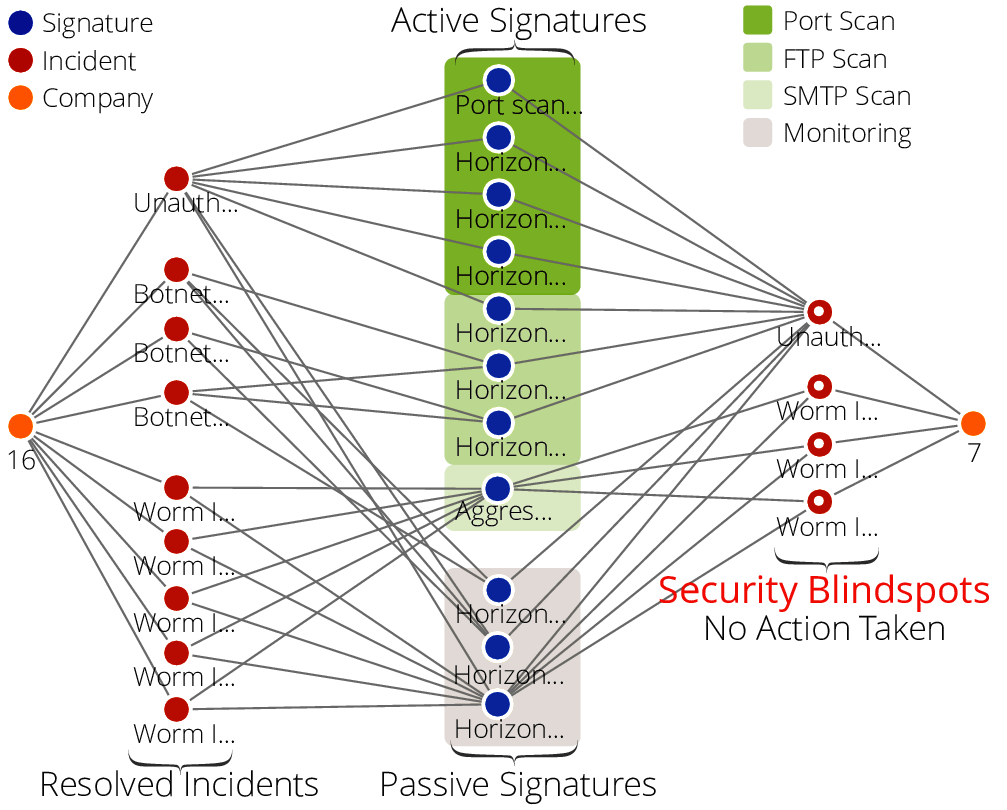 Signature
Incident
Company
Active Signatures
Port Scan
FTP Scan
SMTP Scan
Monitoring
Port scan...
Horizon...
Horizon...
Horizon...
Horizon...
Horizon...
Horizon...
Aggres...
Horizon...
Horizon...
Horizon...
Unauth...
Botnet...
Botnet...
Botnet...
Worm I...
Worm I...
Worm I...
Worm I...
Worm I...
16
Unauth...
Worm I...
Worm I...
Worm I...
7
Security Blindspots
No Action Taken
Resolved Incidents
Passive Signatures